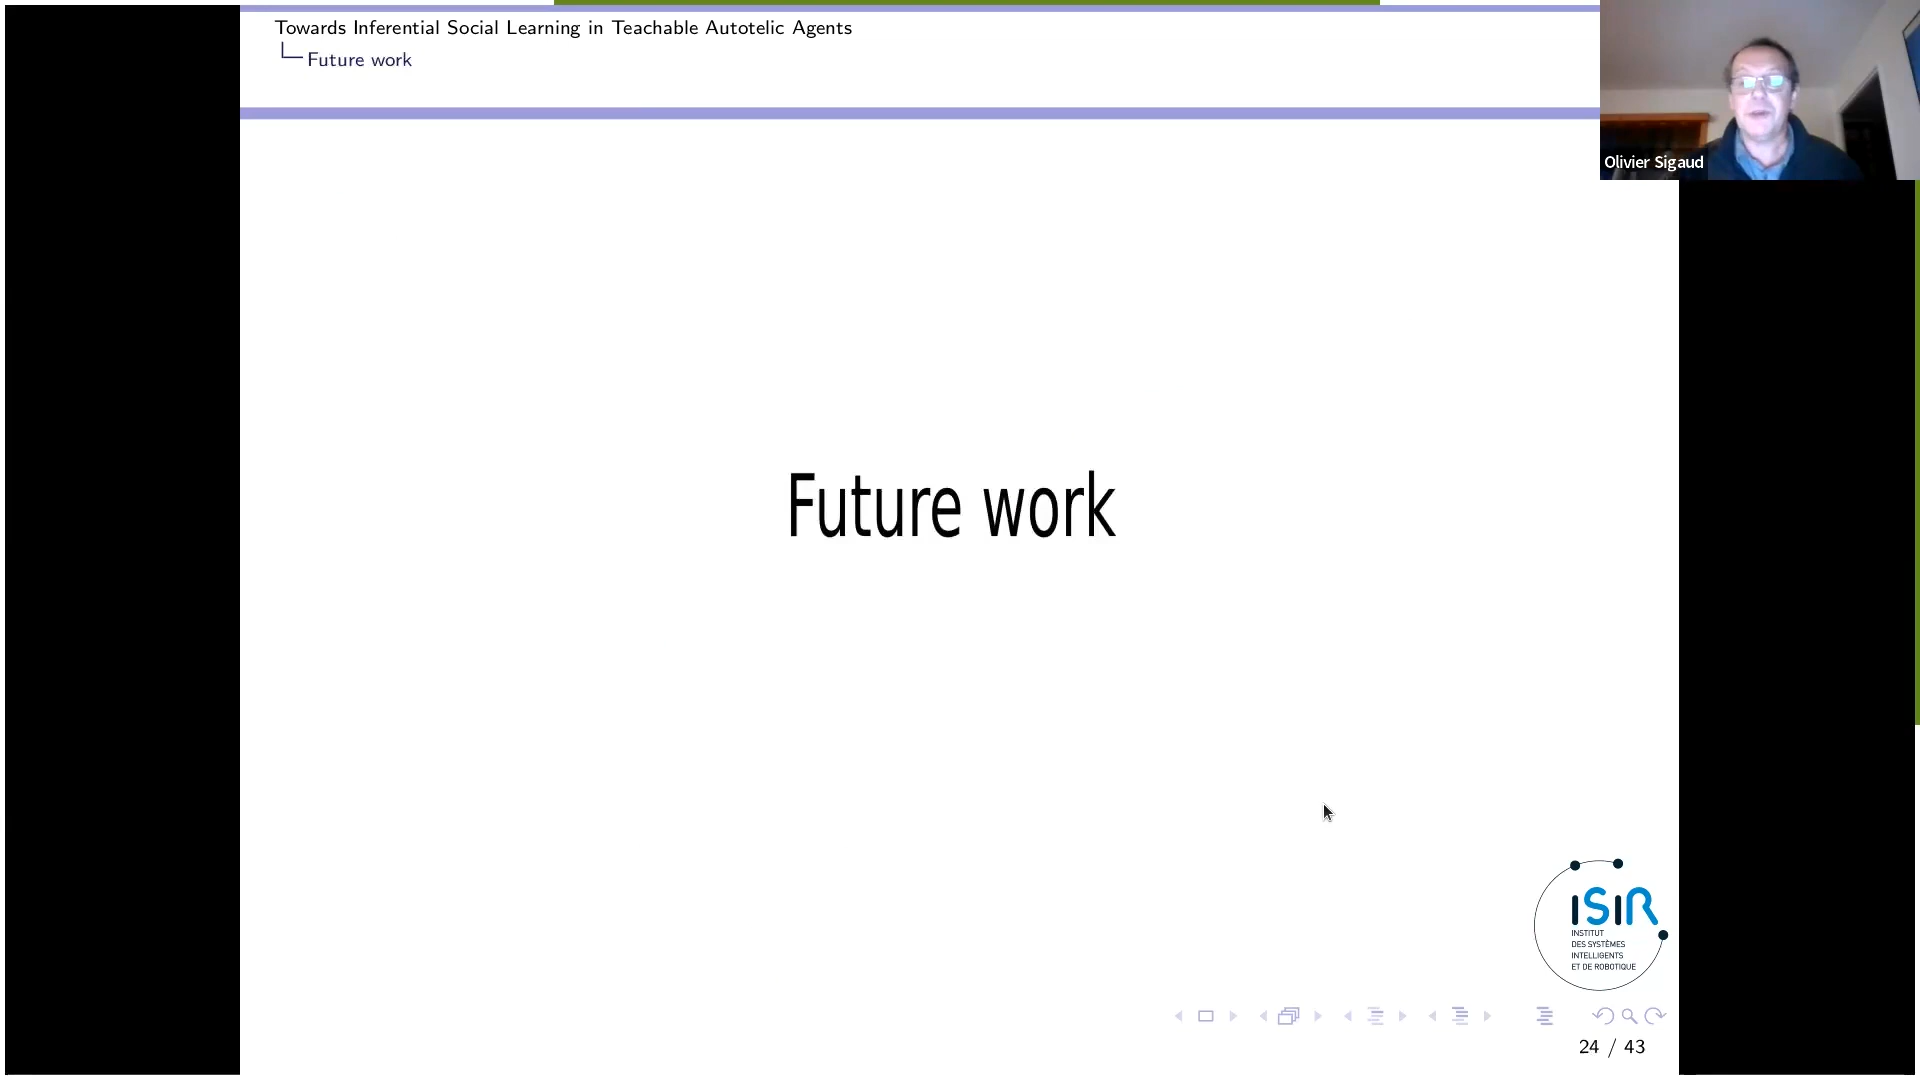 Towards Inferential Social Learning in Teachable Autotelic Agents
Future work
Olivier Sigaud
Future work
ISIR
INSTITUT
DES SYSTÈMES
INTELLIGENTS
ET DE ROBOTIQUE
24 / 43